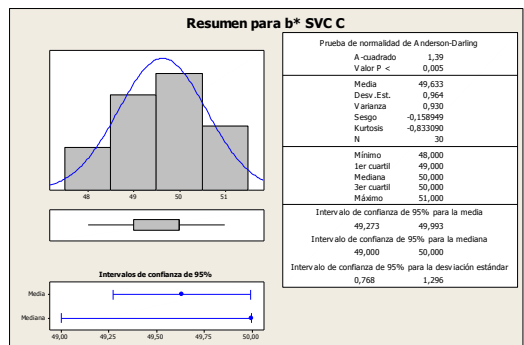 Resumen para b* SVC C
48 49 50 51
Intervalos de confianza de 95%
Media
Mediana
49,00 49,25 49,50 49,75 50,00
Prueba de normalidad de Anderson-Darling
A-cuadrado 1,39
Valor P < 0,005
Media 49,633
Desv.Est. 0,964
Varianza 0,930
Sesgo -0,158949
Kurtosis -0,833090
N 30
Mínimo 48,000
1er cuartil 49,000
Mediana 50,000
3er cuartil 50,000
Máximo 51,000
Intervalo de confianza de 95% para la media
49,273 49,993
Intervalo de confianza de 95% para la mediana
49,000 50,000
Intervalo de confianza de 95% para la desviación estándar
0,768 1,296